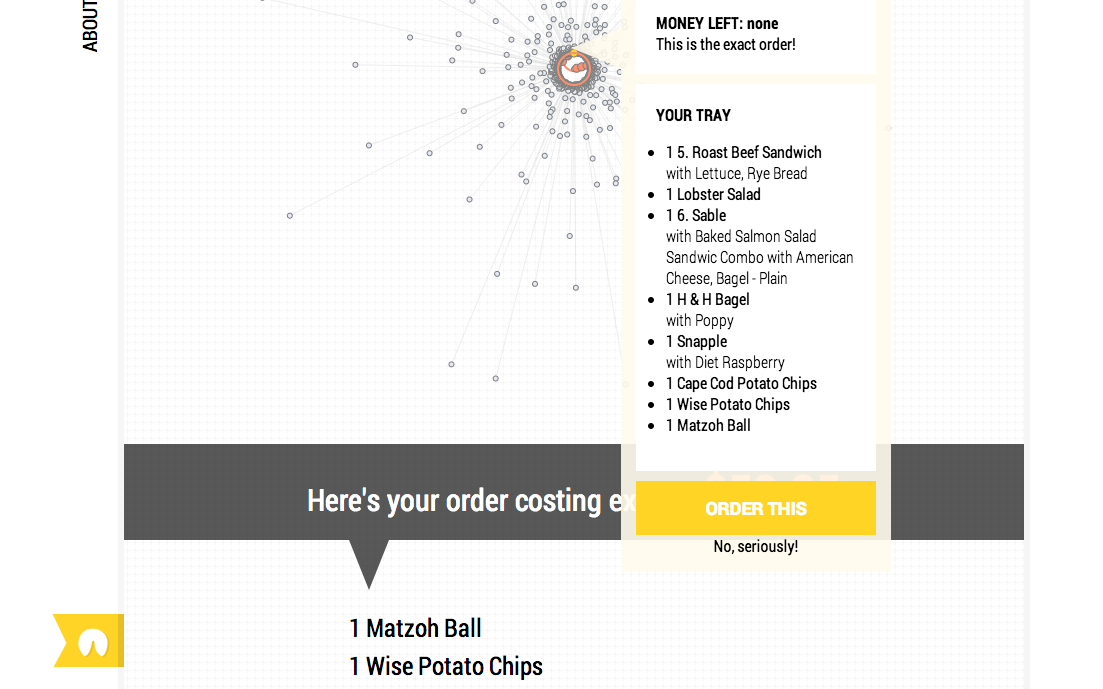 ABOUT
MONEY LEFT: none
This is the exact order!
YOUR TRAY
1 5. Roast Beef Sandwich
with Lettuce, Rye Bread
1 Lobster Salad
1 6. Sable
with Baked Salmon Salad
Sandwic Combo with American
Cheese, Bagel - Plain
1 H & H Bagel
with Poppy
1 Snapple
with Diet Raspberry
1 Cape Cod Potato Chips
1 Wise Potato Chips
1 Matzoh Ball
Here's your order costing ex
ORDER THIS
No, seriously!
1 Matzoh Ball
1 Wise Potato Chips